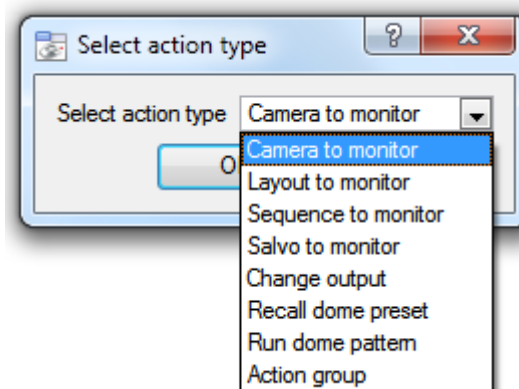 Select action type
Select action type Camera to monitor
Camera to monitor
Layout to monitor
Sequence to monitor
Salvo to monitor
Change output
Recall dome preset
Run dome pattern
Action group